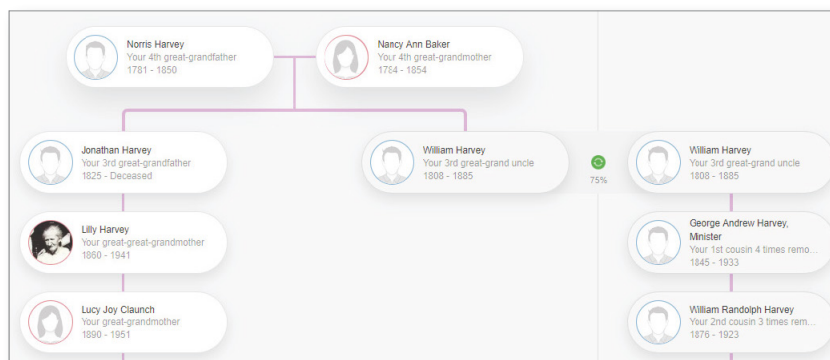 Norris Harvey
Your 4th great-grandfather
1781 - 1850
Nancy Ann Baker
Your 4th great-grandmother
1784 - 1854
Jonathan Harvey
Your 3rd great-grandfather
1825 - Deceased
William Harvey
Your 3rd great-grand uncle
1808 - 1885
75%
William Harvey
Your 3rd great-grand uncle
1808 - 1885
Lilly Harvey
Your great-great-grandmother
1860 - 1941
George Andrew Harvey,
Minister
Your 1st cousin 4 times remo...
1845 - 1933
Lucy Joy Claunch
Your great-grandmother
1890 - 1951
William Randolph Harvey
Your 2nd cousin 3 times rem...
1876 - 1923